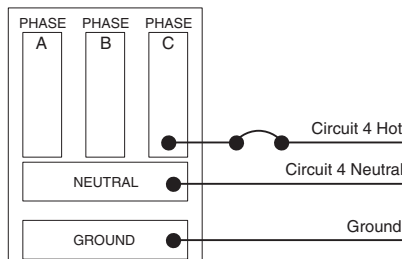 PHASE PHASE PHASE
A B C
Circuit 4 Hot
Circuit 4 Neutral
NEUTRAL
Ground
GROUND